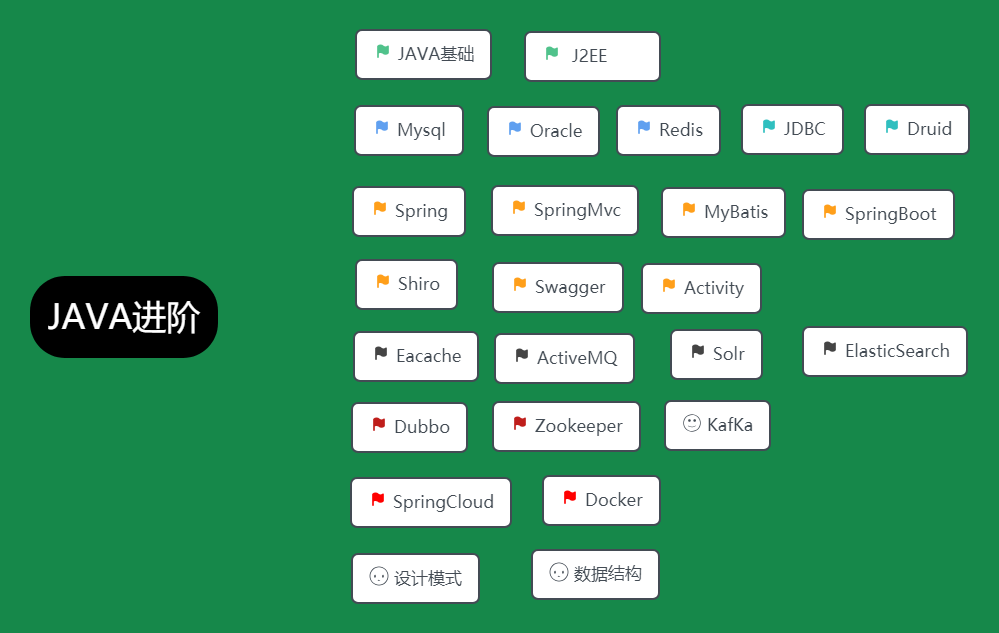 JAVA基础 J2EE
Mysql Oracle Redis JDBC Druid
Spring SpringMvc MyBatis SpringBoot
JAVA进阶
Shiro Swagger Activity
Eacache ActiveMQ Solr ElasticSearch
Dubbo Zookeeper KafKa
SpringCloud Docker
设计模式 数据结构